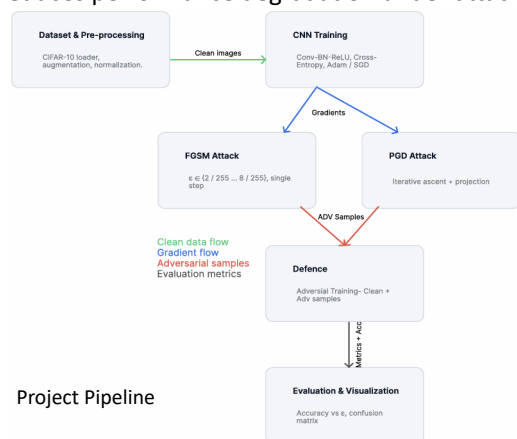 Dataset & Pre-processing
CIFAR-10 loader,
augmentation, normalization.
Clean images
CNN Training
Conv-BN-ReLU, Cross-
Entropy, Adam / SGD
Gradients
FGSM Attack
ε ∈ (2 / 255 ... 8 / 255), single
step
PGD Attack
Iterative ascent + projection
ADV Samples
Clean data flow
Gradient flow
Adversarial samples
Evaluation metrics
Defence
Adversial Training- Clean +
Adv samples
Metrics + Acc
Project Pipeline
Evaluation & Visualization
Accuracy vs ε, confusion
matrix